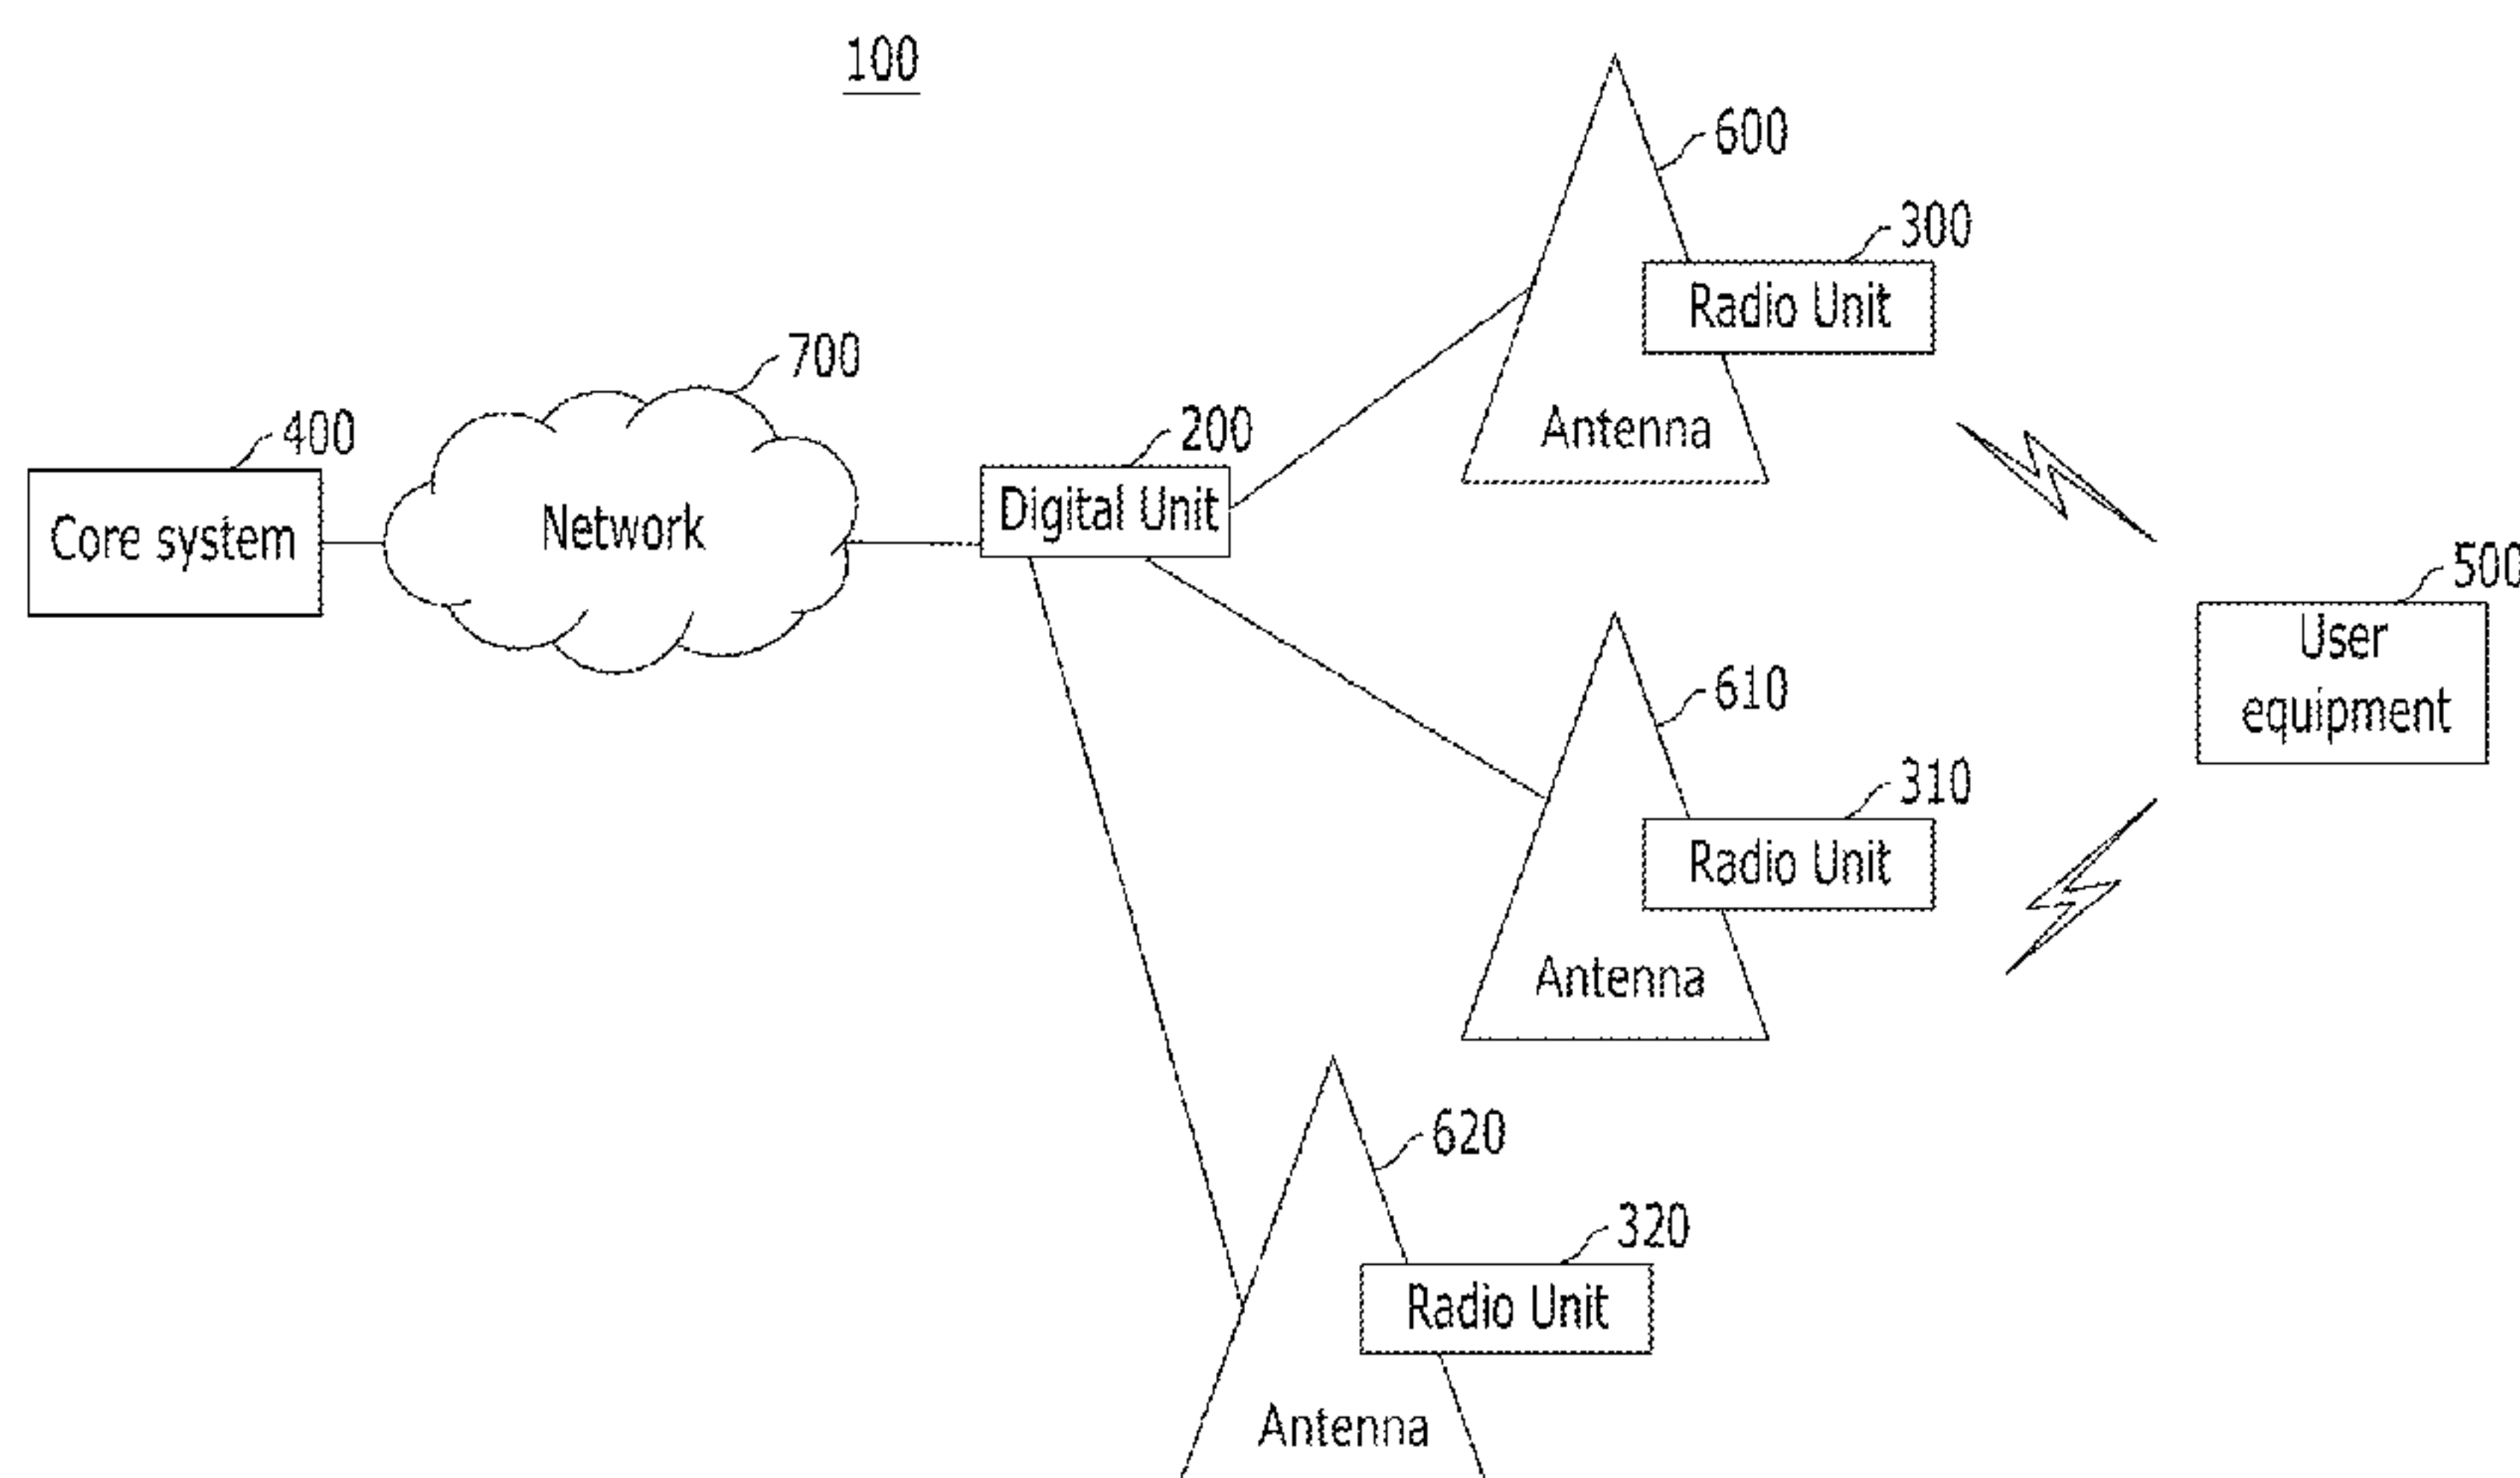 100
600
300
Radio Unit
Antenna
700
400
Core system
Network
200
Digital Unit
500
User
equipment
610
310
Radio Unit
Antenna
620
320
Radio Unit
Antenna